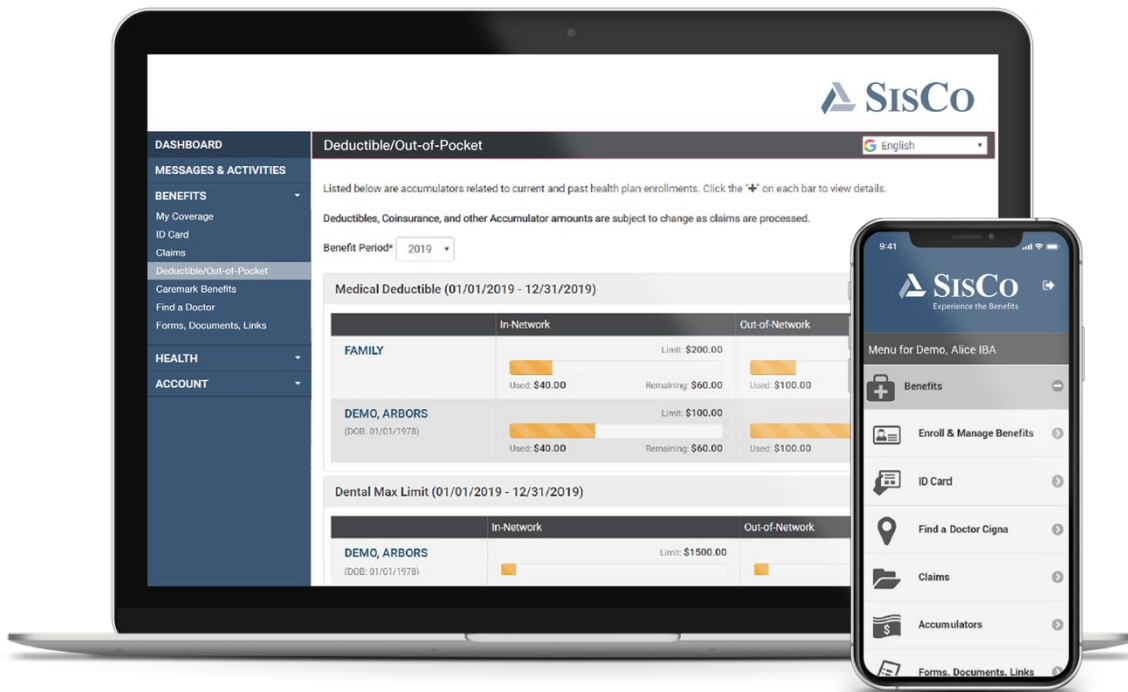 SISCO
DASHBOARD
MESSAGES & ACTIVITIES
BENEFITS
My Coverage
ID Card
Claims
Deductible/Out-of-Pocket
Caremark Benefits
Find a Doctor
Forms, Documents, Links
HEALTH
ACCOUNT
Deductible/Out-of-Pocket
English
Listed below are accumulators related to current and past health plan enrollments. Click the "+" on each bar to view details.
Deductibles, Coinsurance, and other Accumulator amounts are subject to change as claims are processed.
Benefit Period* 2019
Medical Deductible (01/01/2019 - 12/31/2019)
In-Network Out-of-Network
FAMILY Limit: $200.00
Used: $40.00 Remaining: $60.00 Used: $100.00
DEMO, ARBORS Limit: $100.00
(DOB: 01/01/1978)
Used: $40.00 Remaining: $60.00 Used: $100.00
Dental Max Limit (01/01/2019 - 12/31/2019)
In-Network Out-of-Network
DEMO, ARBORS Limit: $1500.00
(DOB: 01/01/1978)
9:41
SISCO
Experience the Benefits
Menu for Demo, Alice IBA
Benefits
Enroll & Manage Benefits
ID Card
Find a Doctor Cigna
Claims
Accumulators
Forms, Documents, Links